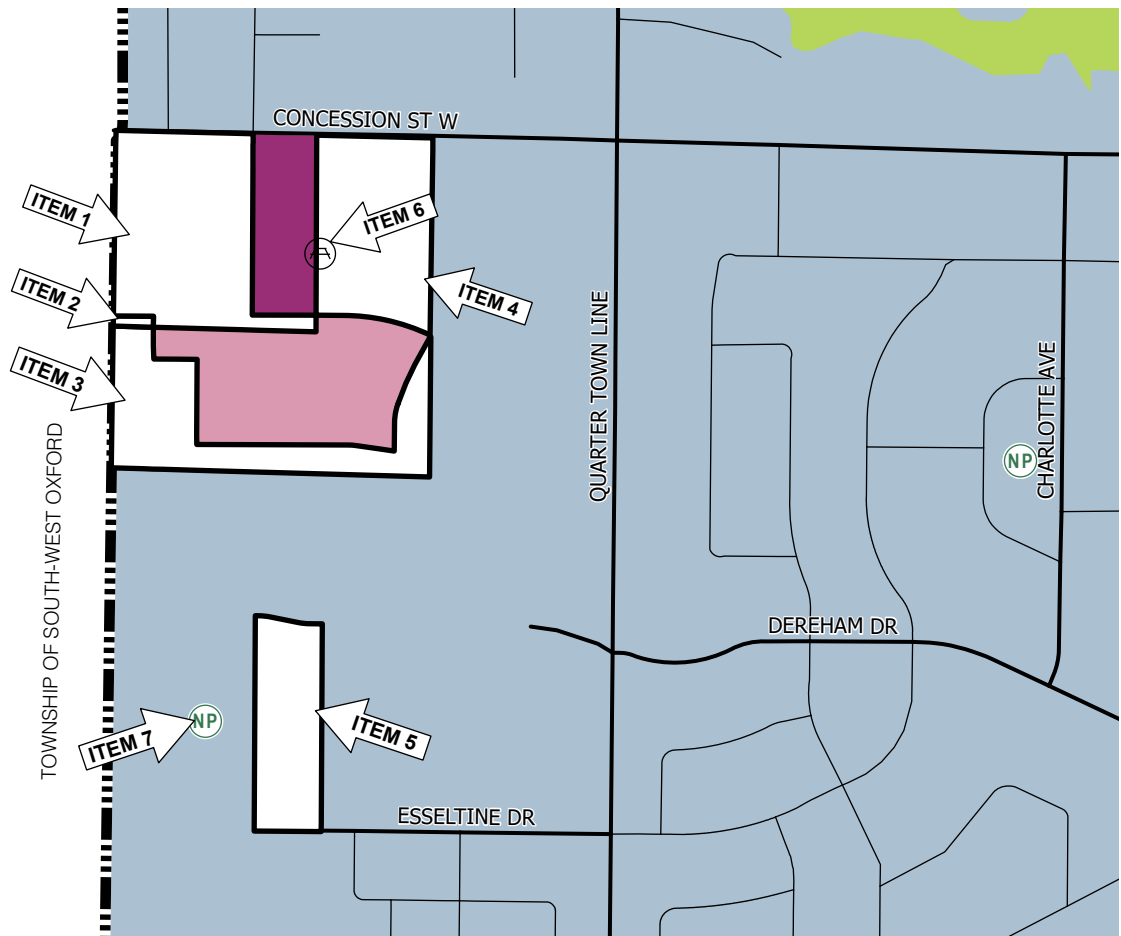 CONCESSION ST W
ITEM 1
ITEM 6
ITEM 2
ITEM 4
ITEM 3
QUARTER TOWN LINE
CHARLOTTE AVE
NP
TOWNSHIP OF SOUTH-WEST OXFORD
DEREHAM DR
NP
ITEM 7
ITEM 5
ESSELTINE DR